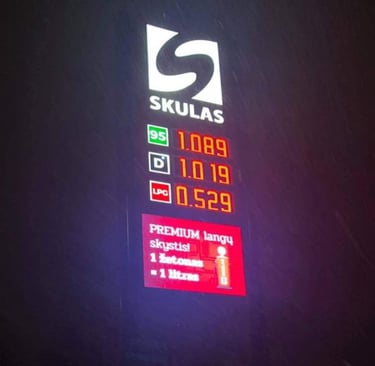 SKULAS
95 1.089
D 1.019
LPG 0.529
PREMIUM langų
skystis!
1 žetonas
= 1 litras